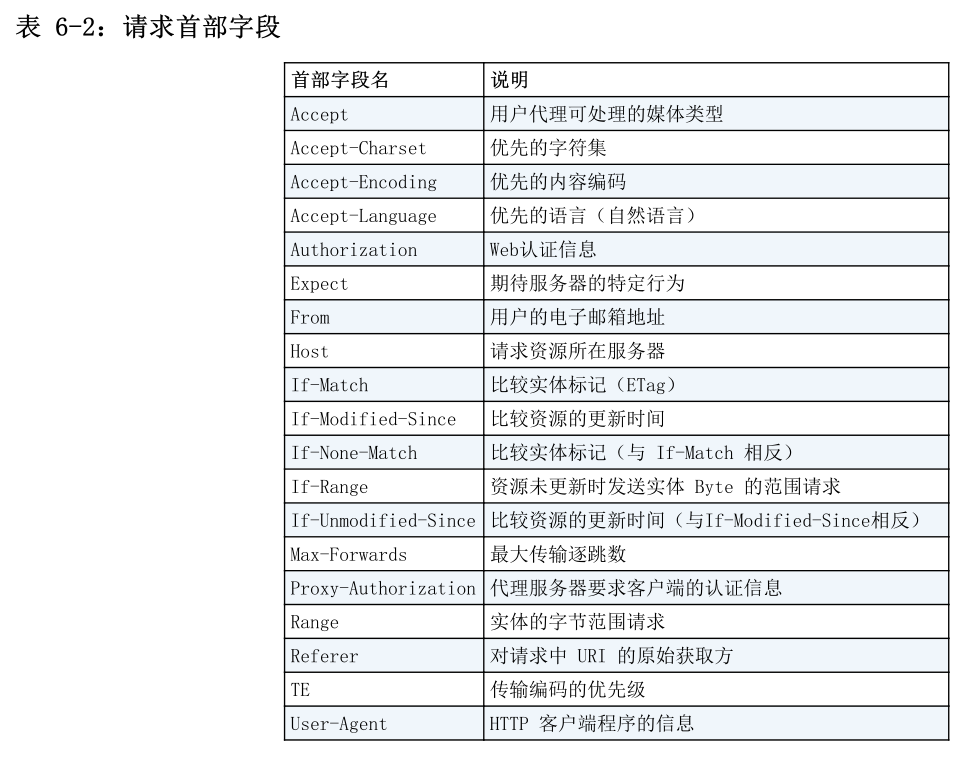 表 6-2：请求首部字段
首部字段名 说明
Accept 用户代理可处理的媒体类型
Accept-Charset 优先的字符集
Accept-Encoding 优先的内容编码
Accept-Language 优先的语言（自然语言）
Authorization Web认证信息
Expect 期待服务器的特定行为
From 用户的电子邮箱地址
Host 请求资源所在服务器
If-Match 比较实体标记（ETag）
If-Modified-Since 比较资源的更新时间
If-None-Match 比较实体标记（与 If-Match 相反）
If-Range 资源未更新时发送实体 Byte 的范围请求
If-Unmodified-Since 比较资源的更新时间（与If-Modified-Since相反）
Max-Forwards 最大传输逐跳数
Proxy-Authorization 代理服务器要求客户端的认证信息
Range 实体的字节范围请求
Referer 对请求中 URI 的原始获取方
TE 传输编码的优先级
User-Agent HTTP 客户端程序的信息